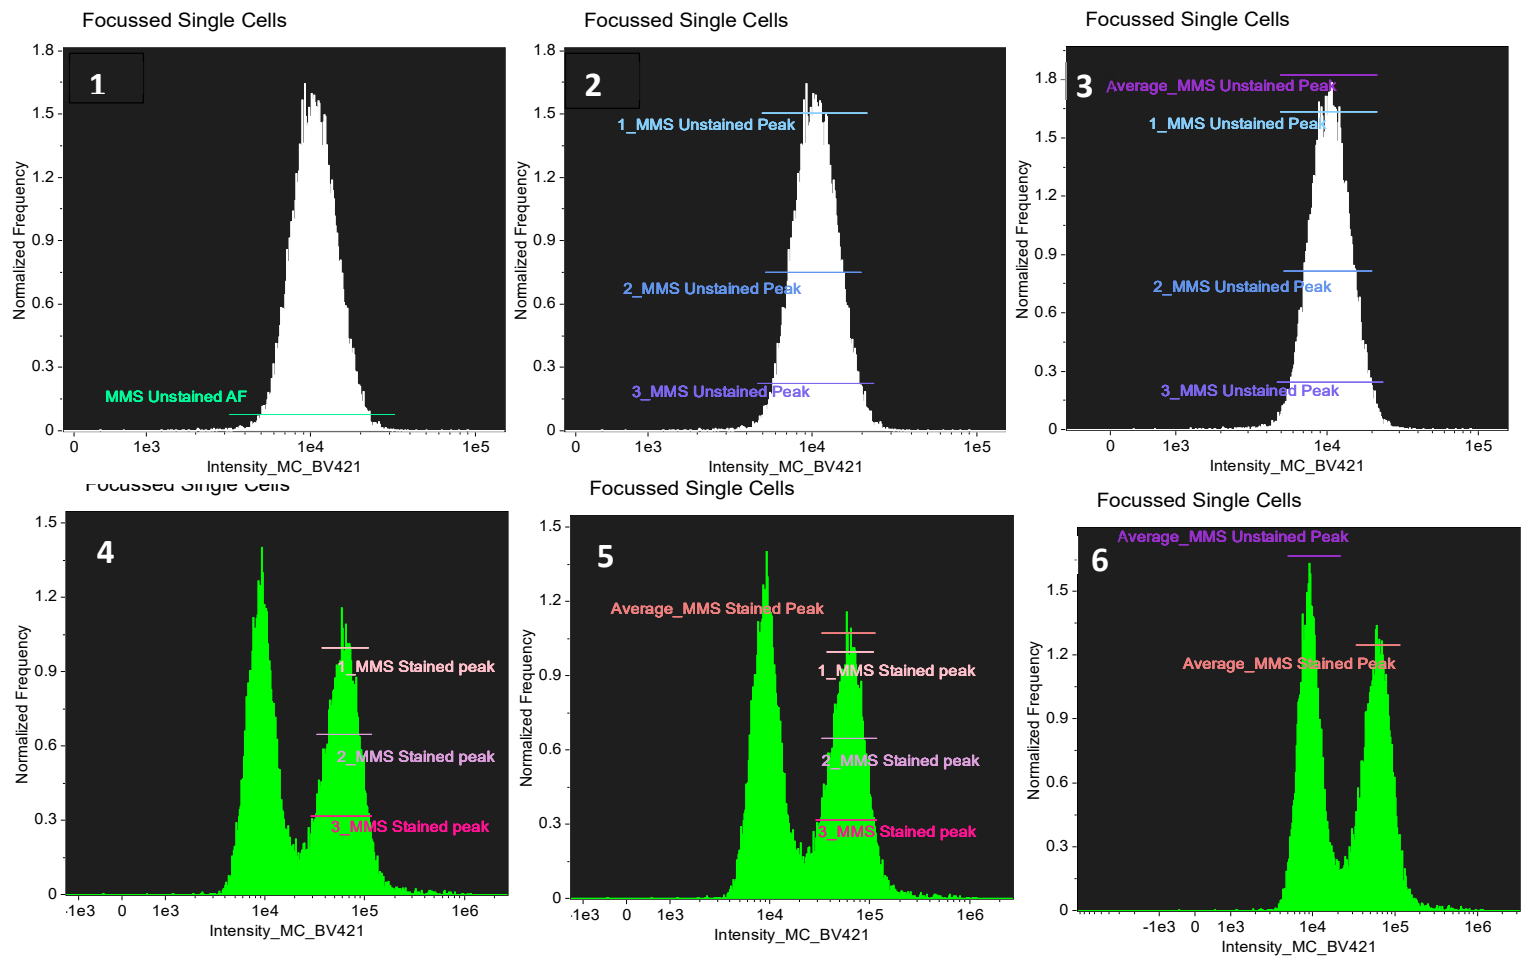 Focussed Single Cells
1
1.8
1.5
1.2
0.9
0.6
0.3
0
Normalized Frequency
MMS Unstained AF
0 1e3 1e4 1e5
Intensity_MC_BV421
Focussed Single Cells
2
1.8
1.5
1.2
0.9
0.6
0.3
0
Normalized Frequency
1_MMS Unstained Peak
2_MMS Unstained Peak
3_MMS Unstained Peak
0 1e3 1e4 1e5
Intensity_MC_BV421
Focussed Single Cells
3
1.8
1.5
1.2
0.9
0.6
0.3
0
Normalized Frequency
Average_MMS Unstained Peak
1_MMS Unstained Peak
2_MMS Unstained Peak
3_MMS Unstained Peak
0 1e3 1e4 1e5
Intensity_MC_BV421
Focussed Single Cells
4
1.5
1.2
0.9
0.6
0.3
0
Normalized Frequency
1_MMS Stained peak
2_MMS Stained peak
3_MMS Stained peak
-1e3 0 1e3 1e4 1e5 1e6
Intensity_MC_BV421
Focussed Single Cells
5
1.5
1.2
0.9
0.6
0.3
0
Normalized Frequency
Average_MMS Stained Peak
1_MMS Stained peak
2_MMS Stained peak
3_MMS Stained peak
-1e3 0 1e3 1e4 1e5 1e6
Intensity_MC_BV421
Focussed Single Cells
6
1.5
1.2
0.9
0.6
0.3
0
Normalized Frequency
Average_MMS Unstained Peak
Average_MMS Stained Peak
-1e3 0 1e3 1e4 1e5 1e6
Intensity_MC_BV421